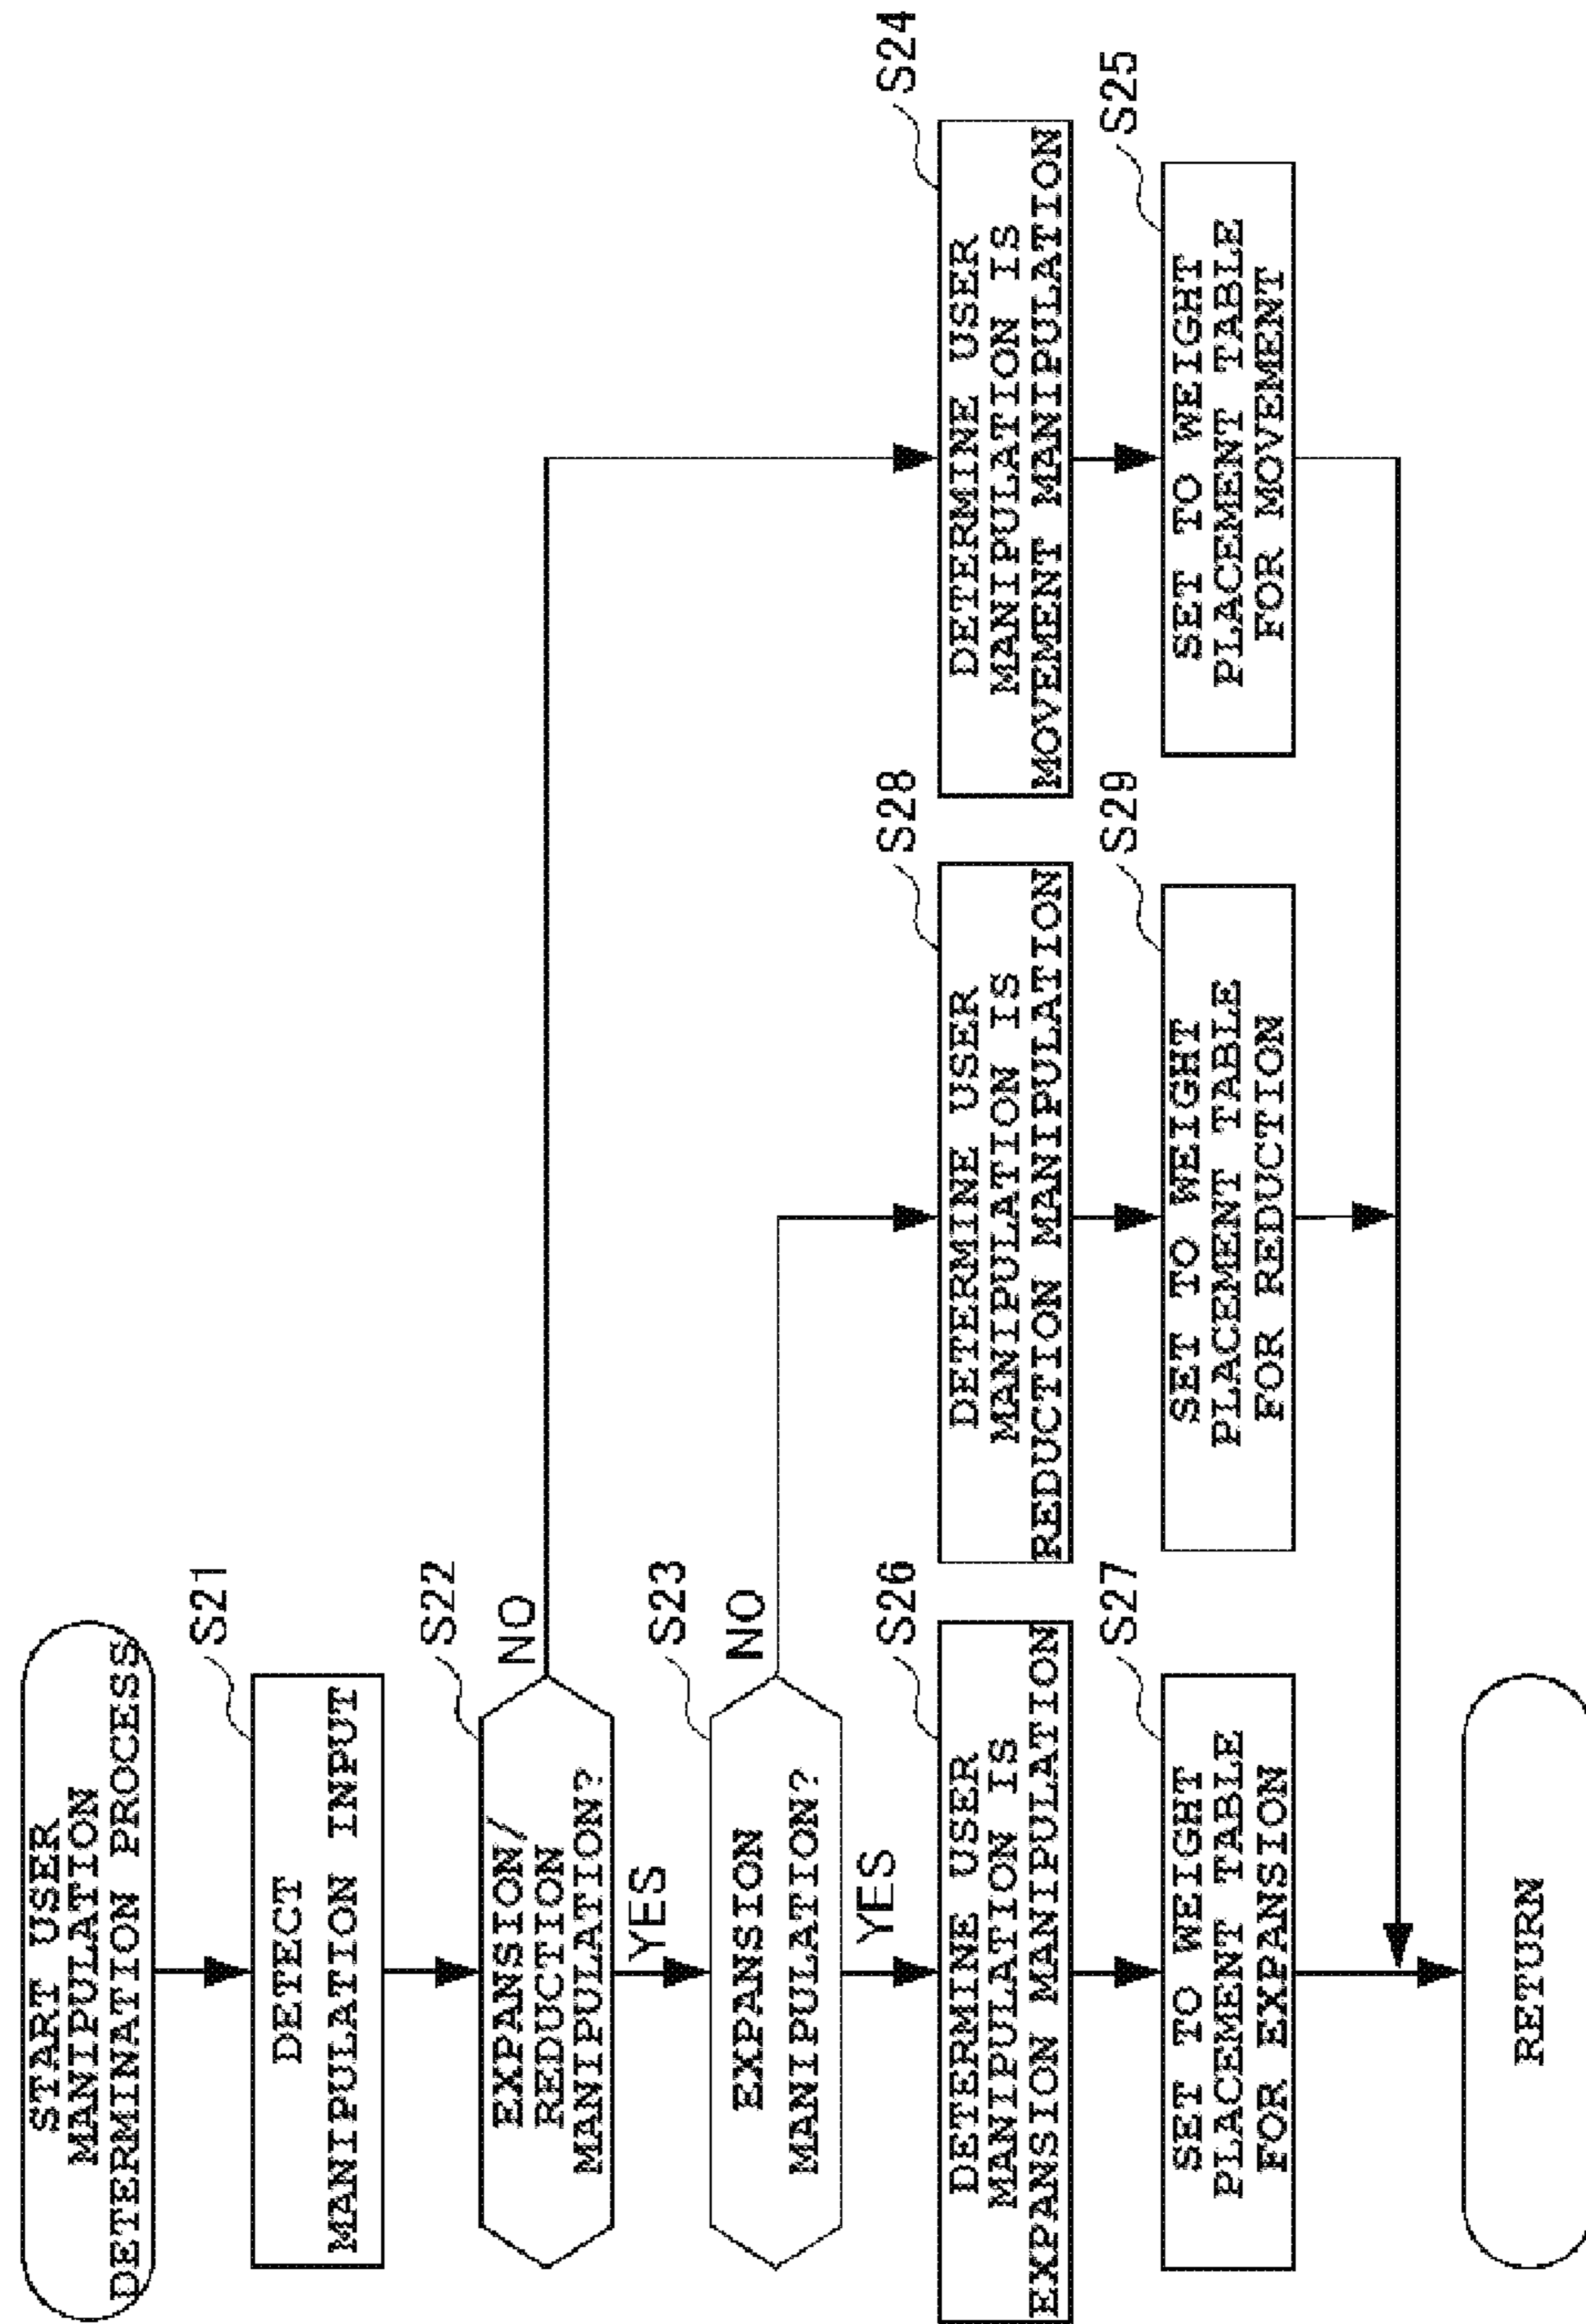 START USER
MANIPULATION
DETERMINATION PROCESS
S21
DETECT
MANIPULATION INPUT
S22
EXPANSION/
REDUCTION
MANIPULATION?
NO
YES
S23
EXPANSION
MANIPULATION?
NO
YES
S26
DETERMINE USER
MANIPULATION IS
EXPANSION MANIPULATION
S28
DETERMINE USER
MANIPULATION IS
REDUCTION MANIPULATION
S24
DETERMINE USER
MANIPULATION IS
MOVEMENT MANIPULATION
S27
SET TO WEIGHT
PLACEMENT TABLE
FOR EXPANSION
S29
SET TO WEIGHT
PLACEMENT TABLE
FOR REDUCTION
S25
SET TO WEIGHT
PLACEMENT TABLE
FOR MOVEMENT
RETURN